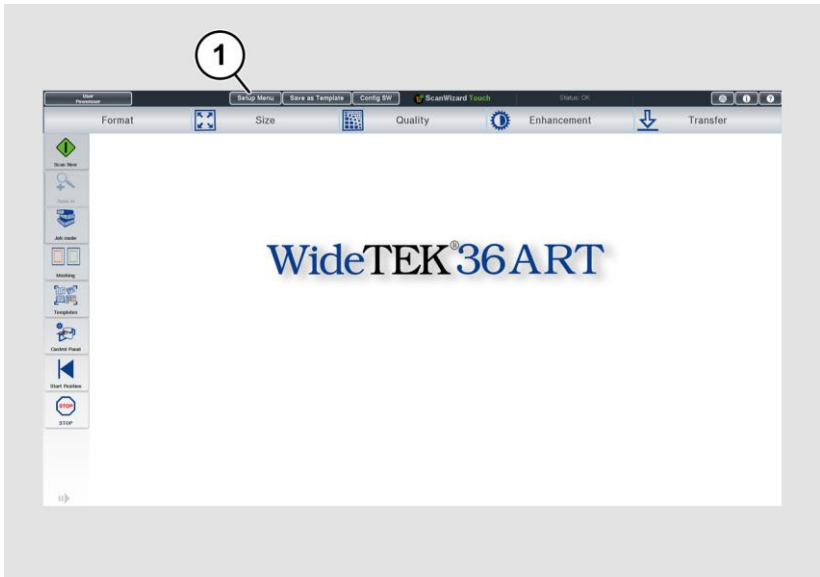 1
User
Poweruser
Setup Menu
Save as Template
Config SW
ScanWizard Touch
Status: OK
i
?
Format
Size
Quality
Enhancement
Transfer
Scan Now
Zoom in
Job mode
Masking
Templates
Control Panel
Start Position
STOP
STOP
WideTEK®36ART